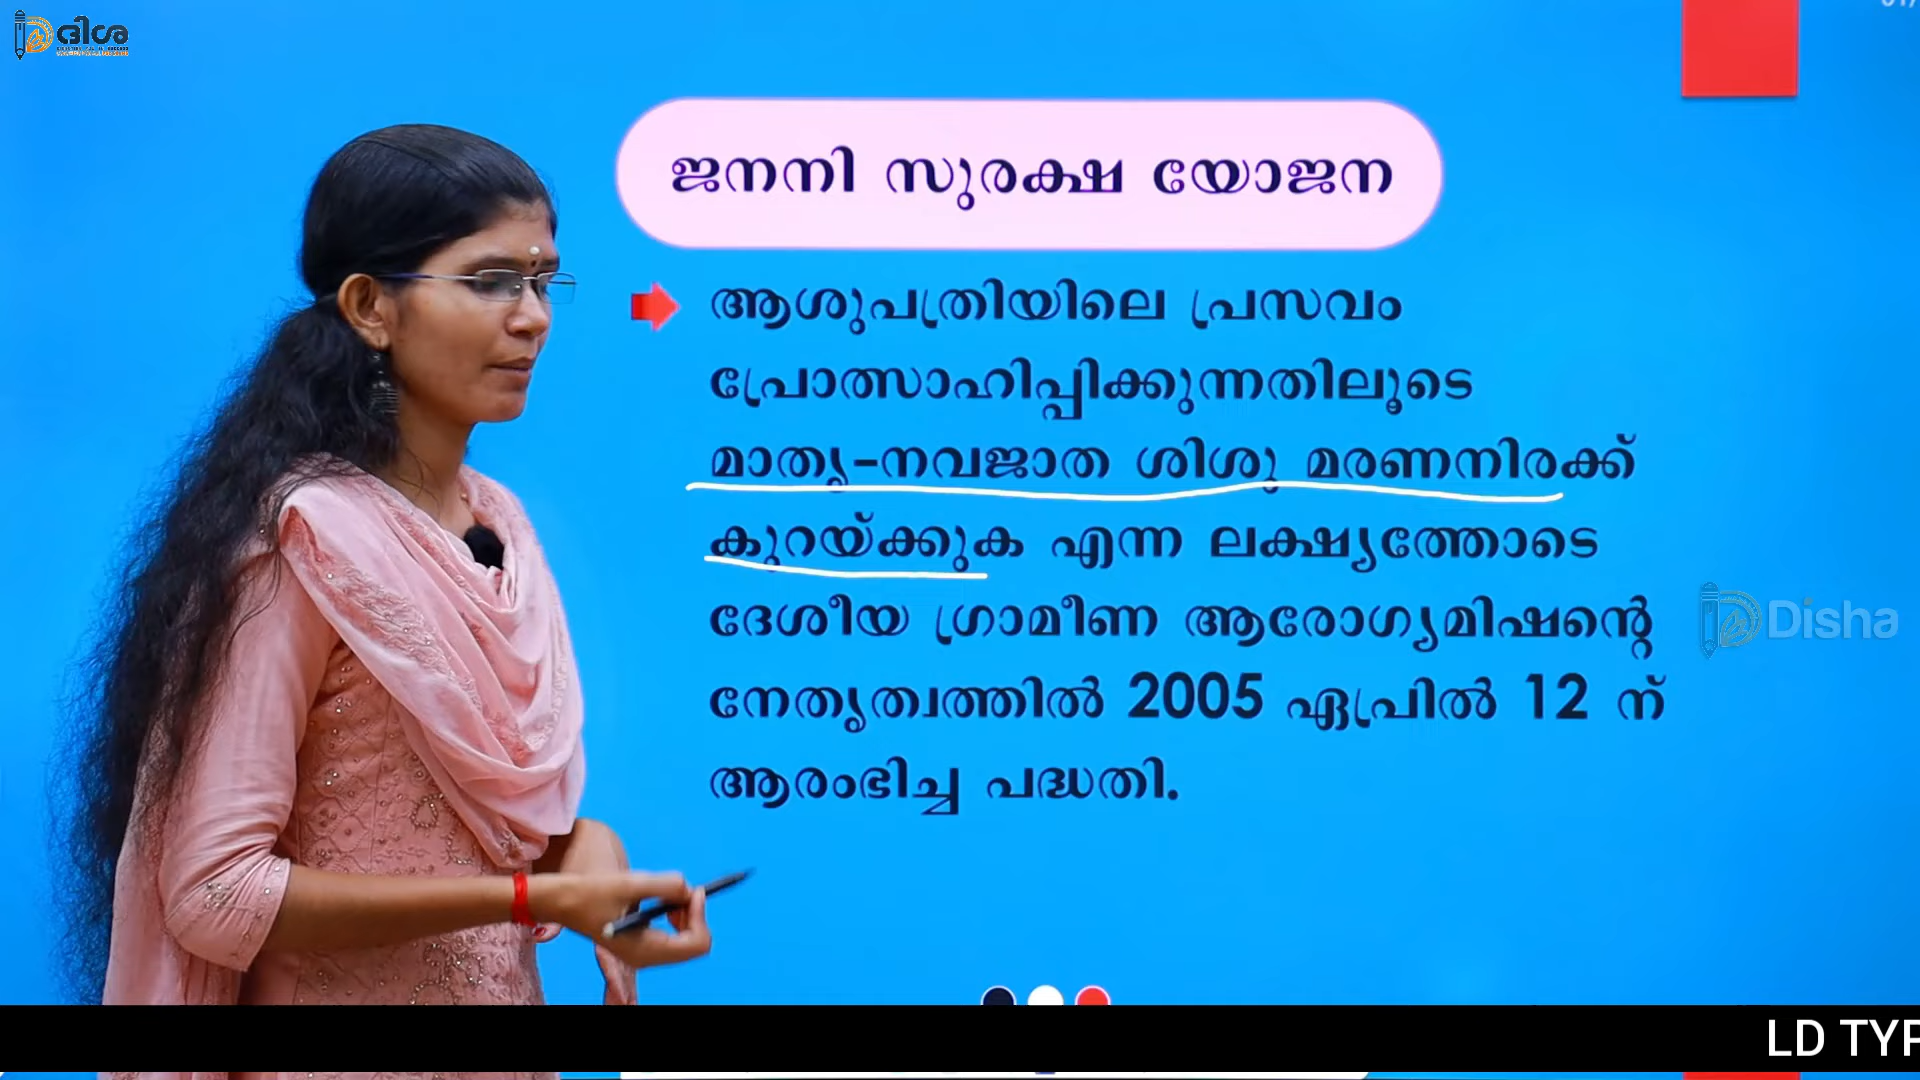 ദിശ
ജനനി സുരക്ഷ യോജന
ആശുപത്രിയിലെ പ്രസവം
പ്രോത്സാഹിപ്പിക്കുന്നതിലൂടെ
മാതൃ-നവജാത ശിശു മരണനിരക്ക്
കുറയ്ക്കുക എന്ന ലക്ഷ്യത്തോടെ
ദേശീയ ഗ്രാമീണ ആരോഗ്യമിഷന്റെ
നേതൃത്വത്തിൽ 2005 ഏപ്രിൽ 12 ന്
ആരംഭിച്ച പദ്ധതി.
Disha
LD TYP